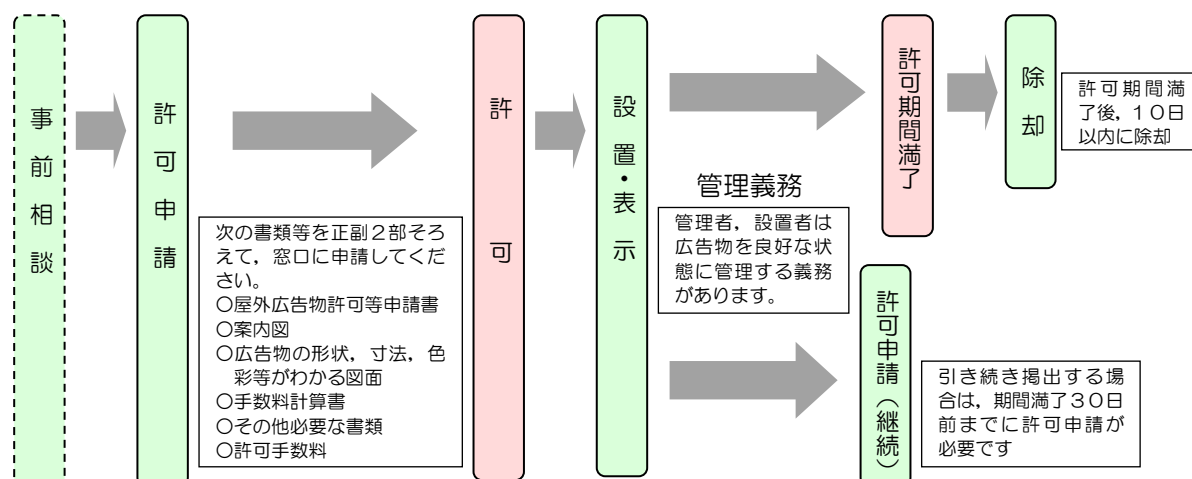 事前相談
許可申請
次の書類等を正副２部そろ
えて，窓口に申請してくだ
さい。
○屋外広告物許可等申請書
○案内図
○広告物の形状，寸法，色
彩等がわかる図面
○手数料計算書
○その他必要な書類
○許可手数料
許可
設置・表示
管理義務
管理者，設置者は
広告物を良好な状
態に管理する義務
があります。
許可期間満了
除却
許可期間満
了後，１０日
以内に除却
許可申請（継続）
引き続き掲出する場
合は，期間満了３０日
前までに許可申請が
必要です